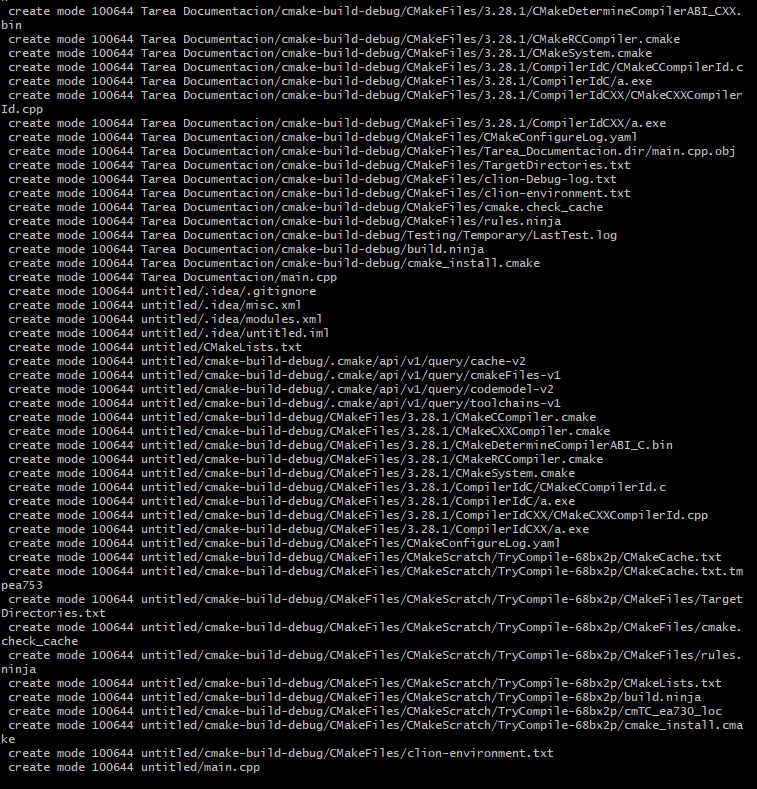 create mode 100644 Tarea Documentacion/cmake-build-debug/CMakeFiles/3.28.1/CMakeDetermineCompilerABI_CXX.
bin
create mode 100644 Tarea Documentacion/cmake-build-debug/CMakeFiles/3.28.1/CMakeRCCompiler.cmake
create mode 100644 Tarea Documentacion/cmake-build-debug/CMakeFiles/3.28.1/CMakeSystem.cmake
create mode 100644 Tarea Documentacion/cmake-build-debug/CMakeFiles/3.28.1/CompilerIdC/CMakeCCompilerId.c
create mode 100644 Tarea Documentacion/cmake-build-debug/CMakeFiles/3.28.1/CompilerIdC/a.exe
create mode 100644 Tarea Documentacion/cmake-build-debug/CMakeFiles/3.28.1/CompilerIdCXX/CMakeCXXCompiler
Id.cpp
create mode 100644 Tarea Documentacion/cmake-build-debug/CMakeFiles/3.28.1/CompilerIdCXX/a.exe
create mode 100644 Tarea Documentacion/cmake-build-debug/CMakeFiles/CMakeConfigureLog.yaml
create mode 100644 Tarea Documentacion/cmake-build-debug/CMakeFiles/Tarea_Documentacion.dir/main.cpp.obj
create mode 100644 Tarea Documentacion/cmake-build-debug/CMakeFiles/TargetDirectories.txt
create mode 100644 Tarea Documentacion/cmake-build-debug/CMakeFiles/clion-Debug-log.txt
create mode 100644 Tarea Documentacion/cmake-build-debug/CMakeFiles/clion-environment.txt
create mode 100644 Tarea Documentacion/cmake-build-debug/CMakeFiles/cmake.check_cache
create mode 100644 Tarea Documentacion/cmake-build-debug/CMakeFiles/rules.ninja
create mode 100644 Tarea Documentacion/cmake-build-debug/Testing/Temporary/LastTest.log
create mode 100644 Tarea Documentacion/cmake-build-debug/build.ninja
create mode 100644 Tarea Documentacion/cmake-build-debug/cmake_install.cmake
create mode 100644 Tarea Documentacion/main.cpp
create mode 100644 untitled/.idea/.gitignore
create mode 100644 untitled/.idea/misc.xml
create mode 100644 untitled/.idea/modules.xml
create mode 100644 untitled/.idea/untitled.iml
create mode 100644 untitled/CMakeLists.txt
create mode 100644 untitled/cmake-build-debug/.cmake/api/v1/query/cache-v2
create mode 100644 untitled/cmake-build-debug/.cmake/api/v1/query/cmakeFiles-v1
create mode 100644 untitled/cmake-build-debug/.cmake/api/v1/query/codemodel-v2
create mode 100644 untitled/cmake-build-debug/.cmake/api/v1/query/toolchains-v1
create mode 100644 untitled/cmake-build-debug/CMakeFiles/3.28.1/CMakeCCompiler.cmake
create mode 100644 untitled/cmake-build-debug/CMakeFiles/3.28.1/CMakeCXXCompiler.cmake
create mode 100644 untitled/cmake-build-debug/CMakeFiles/3.28.1/CMakeDetermineCompilerABI_C.bin
create mode 100644 untitled/cmake-build-debug/CMakeFiles/3.28.1/CMakeRCCompiler.cmake
create mode 100644 untitled/cmake-build-debug/CMakeFiles/3.28.1/CMakeSystem.cmake
create mode 100644 untitled/cmake-build-debug/CMakeFiles/3.28.1/CompilerIdC/CMakeCCompilerId.c
create mode 100644 untitled/cmake-build-debug/CMakeFiles/3.28.1/CompilerIdC/a.exe
create mode 100644 untitled/cmake-build-debug/CMakeFiles/3.28.1/CompilerIdCXX/CMakeCXXCompilerId.cpp
create mode 100644 untitled/cmake-build-debug/CMakeFiles/3.28.1/CompilerIdCXX/a.exe
create mode 100644 untitled/cmake-build-debug/CMakeFiles/CMakeConfigureLog.yaml
create mode 100644 untitled/cmake-build-debug/CMakeFiles/CMakeScratch/TryCompile-68bx2p/CMakeCache.txt
create mode 100644 untitled/cmake-build-debug/CMakeFiles/CMakeScratch/TryCompile-68bx2p/CMakeCache.txt.tm
pea753
create mode 100644 untitled/cmake-build-debug/CMakeFiles/CMakeScratch/TryCompile-68bx2p/CMakeFiles/Target
Directories.txt
create mode 100644 untitled/cmake-build-debug/CMakeFiles/CMakeScratch/TryCompile-68bx2p/CMakeFiles/cmake.
check_cache
create mode 100644 untitled/cmake-build-debug/CMakeFiles/CMakeScratch/TryCompile-68bx2p/CMakeFiles/rules.
ninja
create mode 100644 untitled/cmake-build-debug/CMakeFiles/CMakeScratch/TryCompile-68bx2p/CMakeLists.txt
create mode 100644 untitled/cmake-build-debug/CMakeFiles/CMakeScratch/TryCompile-68bx2p/build.ninja
create mode 100644 untitled/cmake-build-debug/CMakeFiles/CMakeScratch/TryCompile-68bx2p/cmTC_ea730_loc
create mode 100644 untitled/cmake-build-debug/CMakeFiles/CMakeScratch/TryCompile-68bx2p/cmake_install.cma
ke
create mode 100644 untitled/cmake-build-debug/CMakeFiles/clion-environment.txt
create mode 100644 untitled/main.cpp